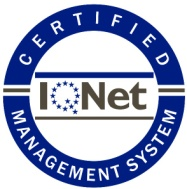 CERTIFIED
IQNet
MANAGEMENT SYSTEM